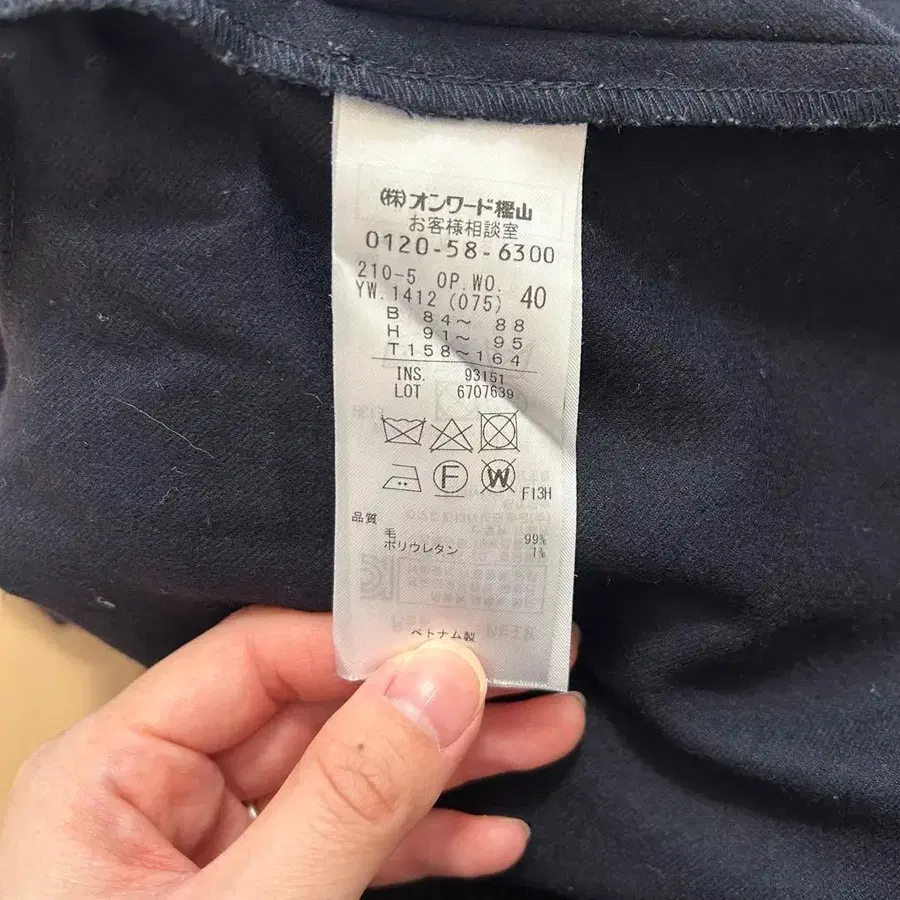 (株)オンワード樫山
お客様相談室
0120-58-6300
210-5 OP.WO.
YW.1412 (075) 40
B 84～ 88
H 91～ 95
T158～164
INS. 93151
LOT 6707639
F W
F13H
品質
毛 99%
ポリウレタン 1%
ベトナム製